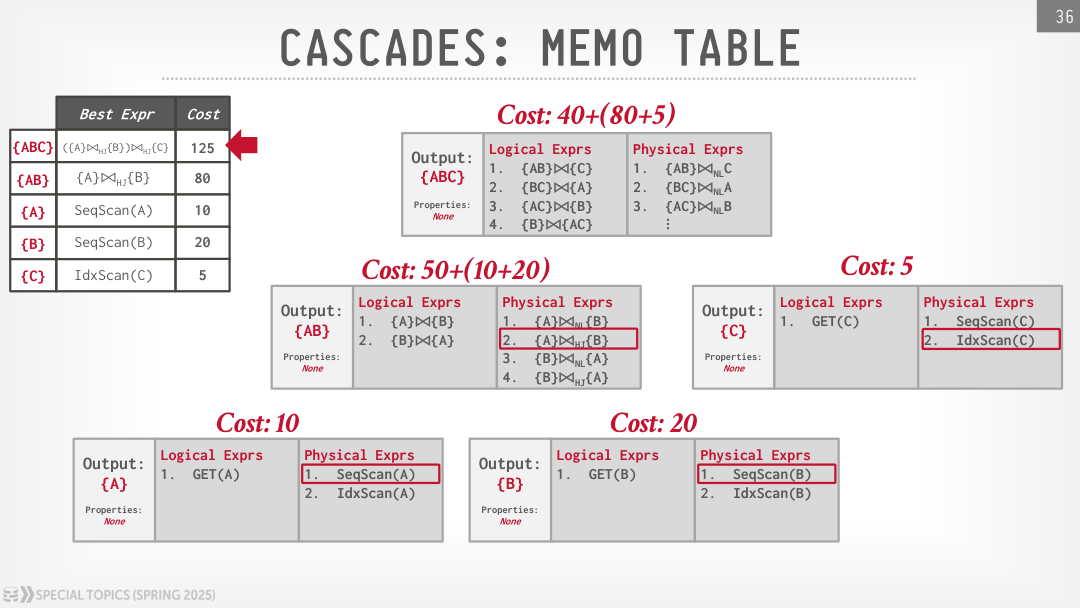 36
CASCADES: MEMO TABLE
Best Expr Cost
{ABC} ({A}⋈HJ{B})⋈HJ{C} 125
{AB} {A}⋈HJ{B} 80
{A} SeqScan(A) 10
{B} SeqScan(B) 20
{C} IdxScan(C) 5
Cost: 40+(80+5)
Output:
{ABC}
Properties:
None
Logical Exprs
1. {AB}⋈{C}
2. {BC}⋈{A}
3. {AC}⋈{B}
4. {B}⋈{AC}
Physical Exprs
1. {AB}⋈NLC
2. {BC}⋈NLA
3. {AC}⋈NLB
⋮
Cost: 50+(10+20)
Output:
{AB}
Properties:
None
Logical Exprs
1. {A}⋈{B}
2. {B}⋈{A}
Physical Exprs
1. {A}⋈NL{B}
2. {A}⋈HJ{B}
3. {B}⋈NL{A}
4. {B}⋈HJ{A}
Cost: 5
Output:
{C}
Properties:
None
Logical Exprs
1. GET(C)
Physical Exprs
1. SeqScan(C)
2. IdxScan(C)
Cost: 10
Output:
{A}
Properties:
None
Logical Exprs
1. GET(A)
Physical Exprs
1. SeqScan(A)
2. IdxScan(A)
Cost: 20
Output:
{B}
Properties:
None
Logical Exprs
1. GET(B)
Physical Exprs
1. SeqScan(B)
2. IdxScan(B)
SPECIAL TOPICS (SPRING 2025)